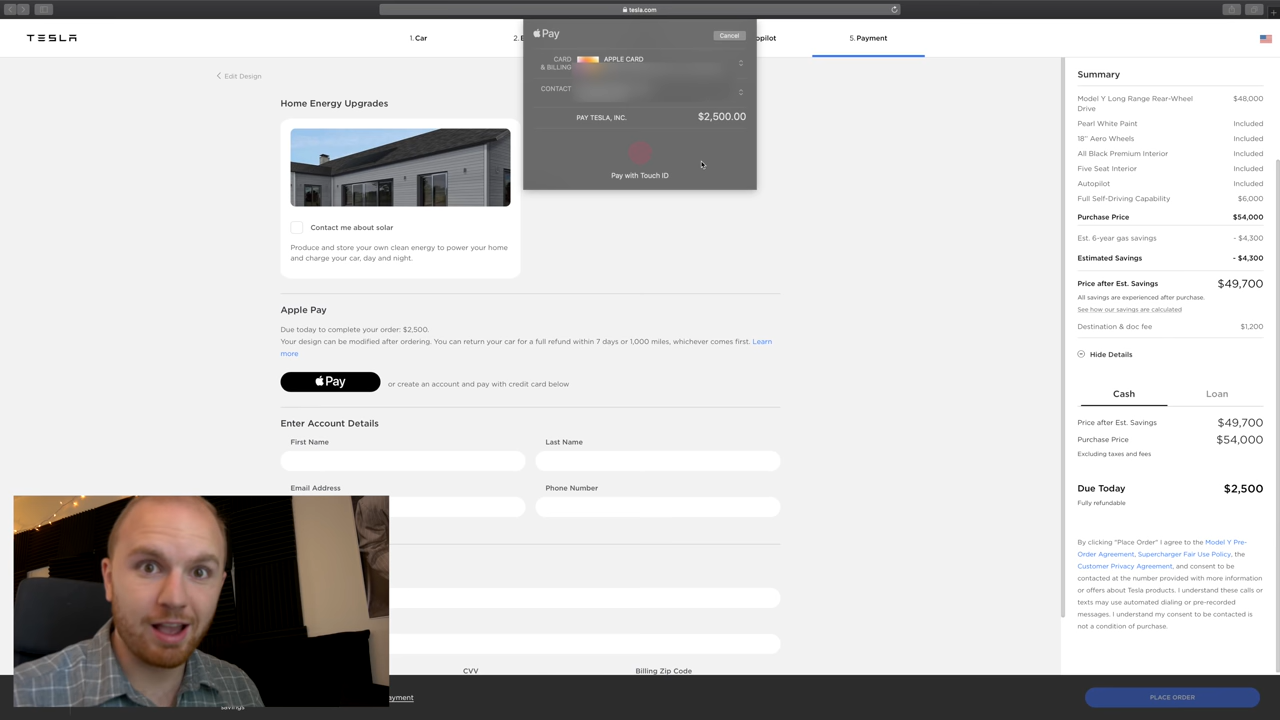 tesla.com
TESLA
1. Car
2.
opilot
5. Payment
Pay
Cancel
CARD
& BILLING
APPLE CARD
CONTACT
PAY TESLA, INC.
$2,500.00
Pay with Touch ID
Edit Design
Home Energy Upgrades
Contact me about solar
Produce and store your own clean energy to power your home
and charge your car, day and night.
Apple Pay
Due today to complete your order: $2,500.
Your design can be modified after ordering. You can return your car for a full refund within 7 days or 1,000 miles, whichever comes first. Learn
more
Pay
or create an account and pay with credit card below
Enter Account Details
First Name
Last Name
Email Address
Phone Number
CVV
Billing Zip Code
ayment
savings
Summary
Model Y Long Range Rear-Wheel
Drive
$48,000
Pearl White Paint
Included
18" Aero Wheels
Included
All Black Premium Interior
Included
Five Seat Interior
Included
Autopilot
Included
Full Self-Driving Capability
$6,000
Purchase Price
$54,000
Est. 6-year gas savings
- $4,300
Estimated Savings
- $4,300
Price after Est. Savings
$49,700
All savings are experienced after purchase.
See how our savings are calculated
Destination & doc fee
$1,200
Hide Details
Cash
Loan
Price after Est. Savings
$49,700
Purchase Price
$54,000
Excluding taxes and fees
Due Today
$2,500
Fully refundable
By clicking "Place Order" I agree to the Model Y Pre-
Order Agreement, Supercharger Fair Use Policy, the
Customer Privacy Agreement, and consent to be
contacted at the number provided with more information
or offers about Tesla products. I understand these calls or
texts may use automated dialing or pre-recorded
messages. I understand my consent to be contacted is
not a condition of purchase.
PLACE ORDER